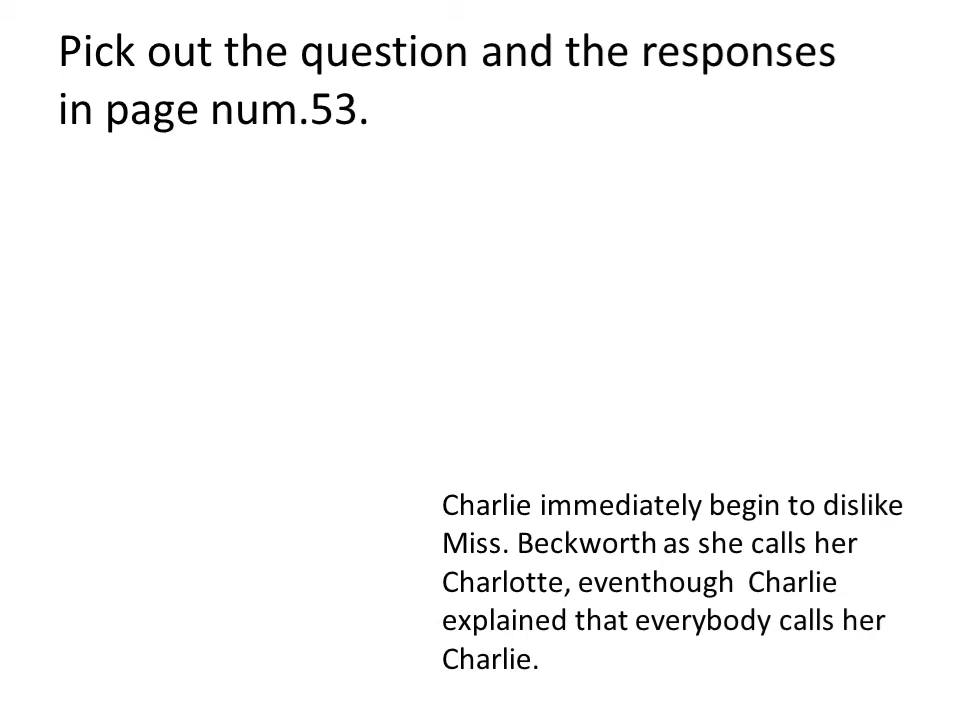 Pick out the question and the responses
in page num.53.
Charlie immediately begin to dislike
Miss. Beckworth as she calls her
Charlotte, eventhough  Charlie
explained that everybody calls her
Charlie.